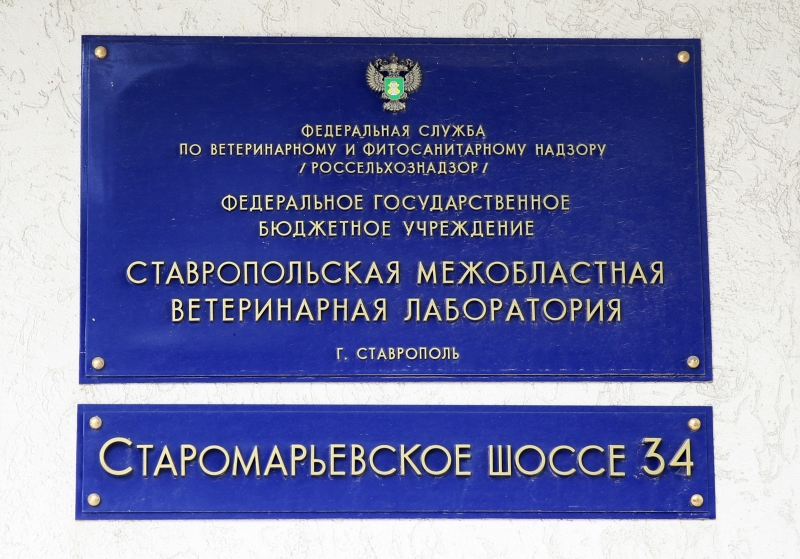 ФЕДЕРАЛЬНАЯ СЛУЖБА
ПО ВЕТЕРИНАРНОМУ И ФИТОСАНИТАРНОМУ НАДЗОРУ
/ РОССЕЛЬХОЗНАДЗОР /
ФЕДЕРАЛЬНОЕ ГОСУДАРСТВЕННОЕ
БЮДЖЕТНОЕ УЧРЕЖДЕНИЕ
СТАВРОПОЛЬСКАЯ МЕЖОБЛАСТНАЯ
ВЕТЕРИНАРНАЯ ЛАБОРАТОРИЯ
Г. СТАВРОПОЛЬ
СТАРОМАРЬЕВСКОЕ ШОССЕ 34